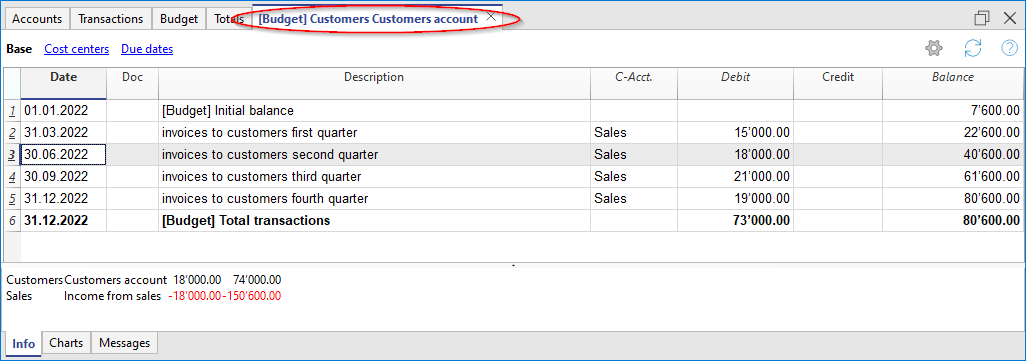 Accounts Transactions Budget Totals [Budget] Customers Customers account
Base Cost centers Due dates
Date Doc Description C-Acct. Debit Credit Balance
1 01.01.2022 [Budget] Initial balance 7'600.00
2 31.03.2022 invoices to customers first quarter Sales 15'000.00 22'600.00
3 30.06.2022 invoices to customers second quarter Sales 18'000.00 40'600.00
4 30.09.2022 invoices to customers third quarter Sales 21'000.00 61'600.00
5 31.12.2022 invoices to customers fourth quarter Sales 19'000.00 80'600.00
6 31.12.2022 [Budget] Total transactions 73'000.00 80'600.00
Customers Customers account 18'000.00 74'000.00
Sales Income from sales -18'000.00 -150'600.00
Info Charts Messages